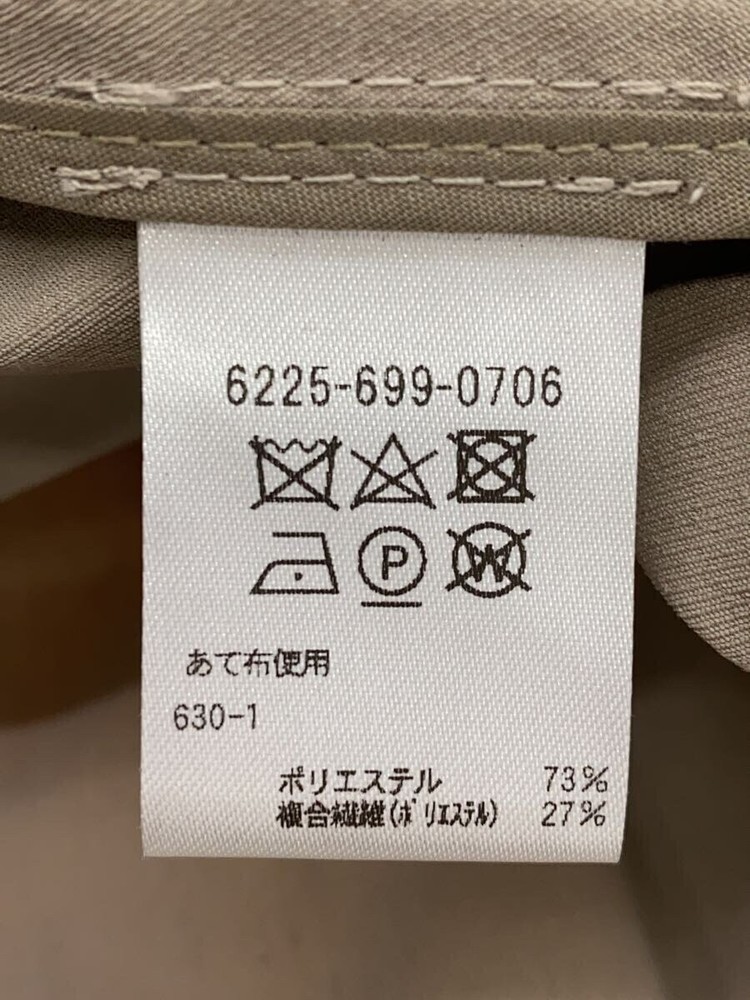 6225-699-0706
P W
あて布使用
630-1
ポリエステル 73%
複合繊維(ポリエステル) 27%